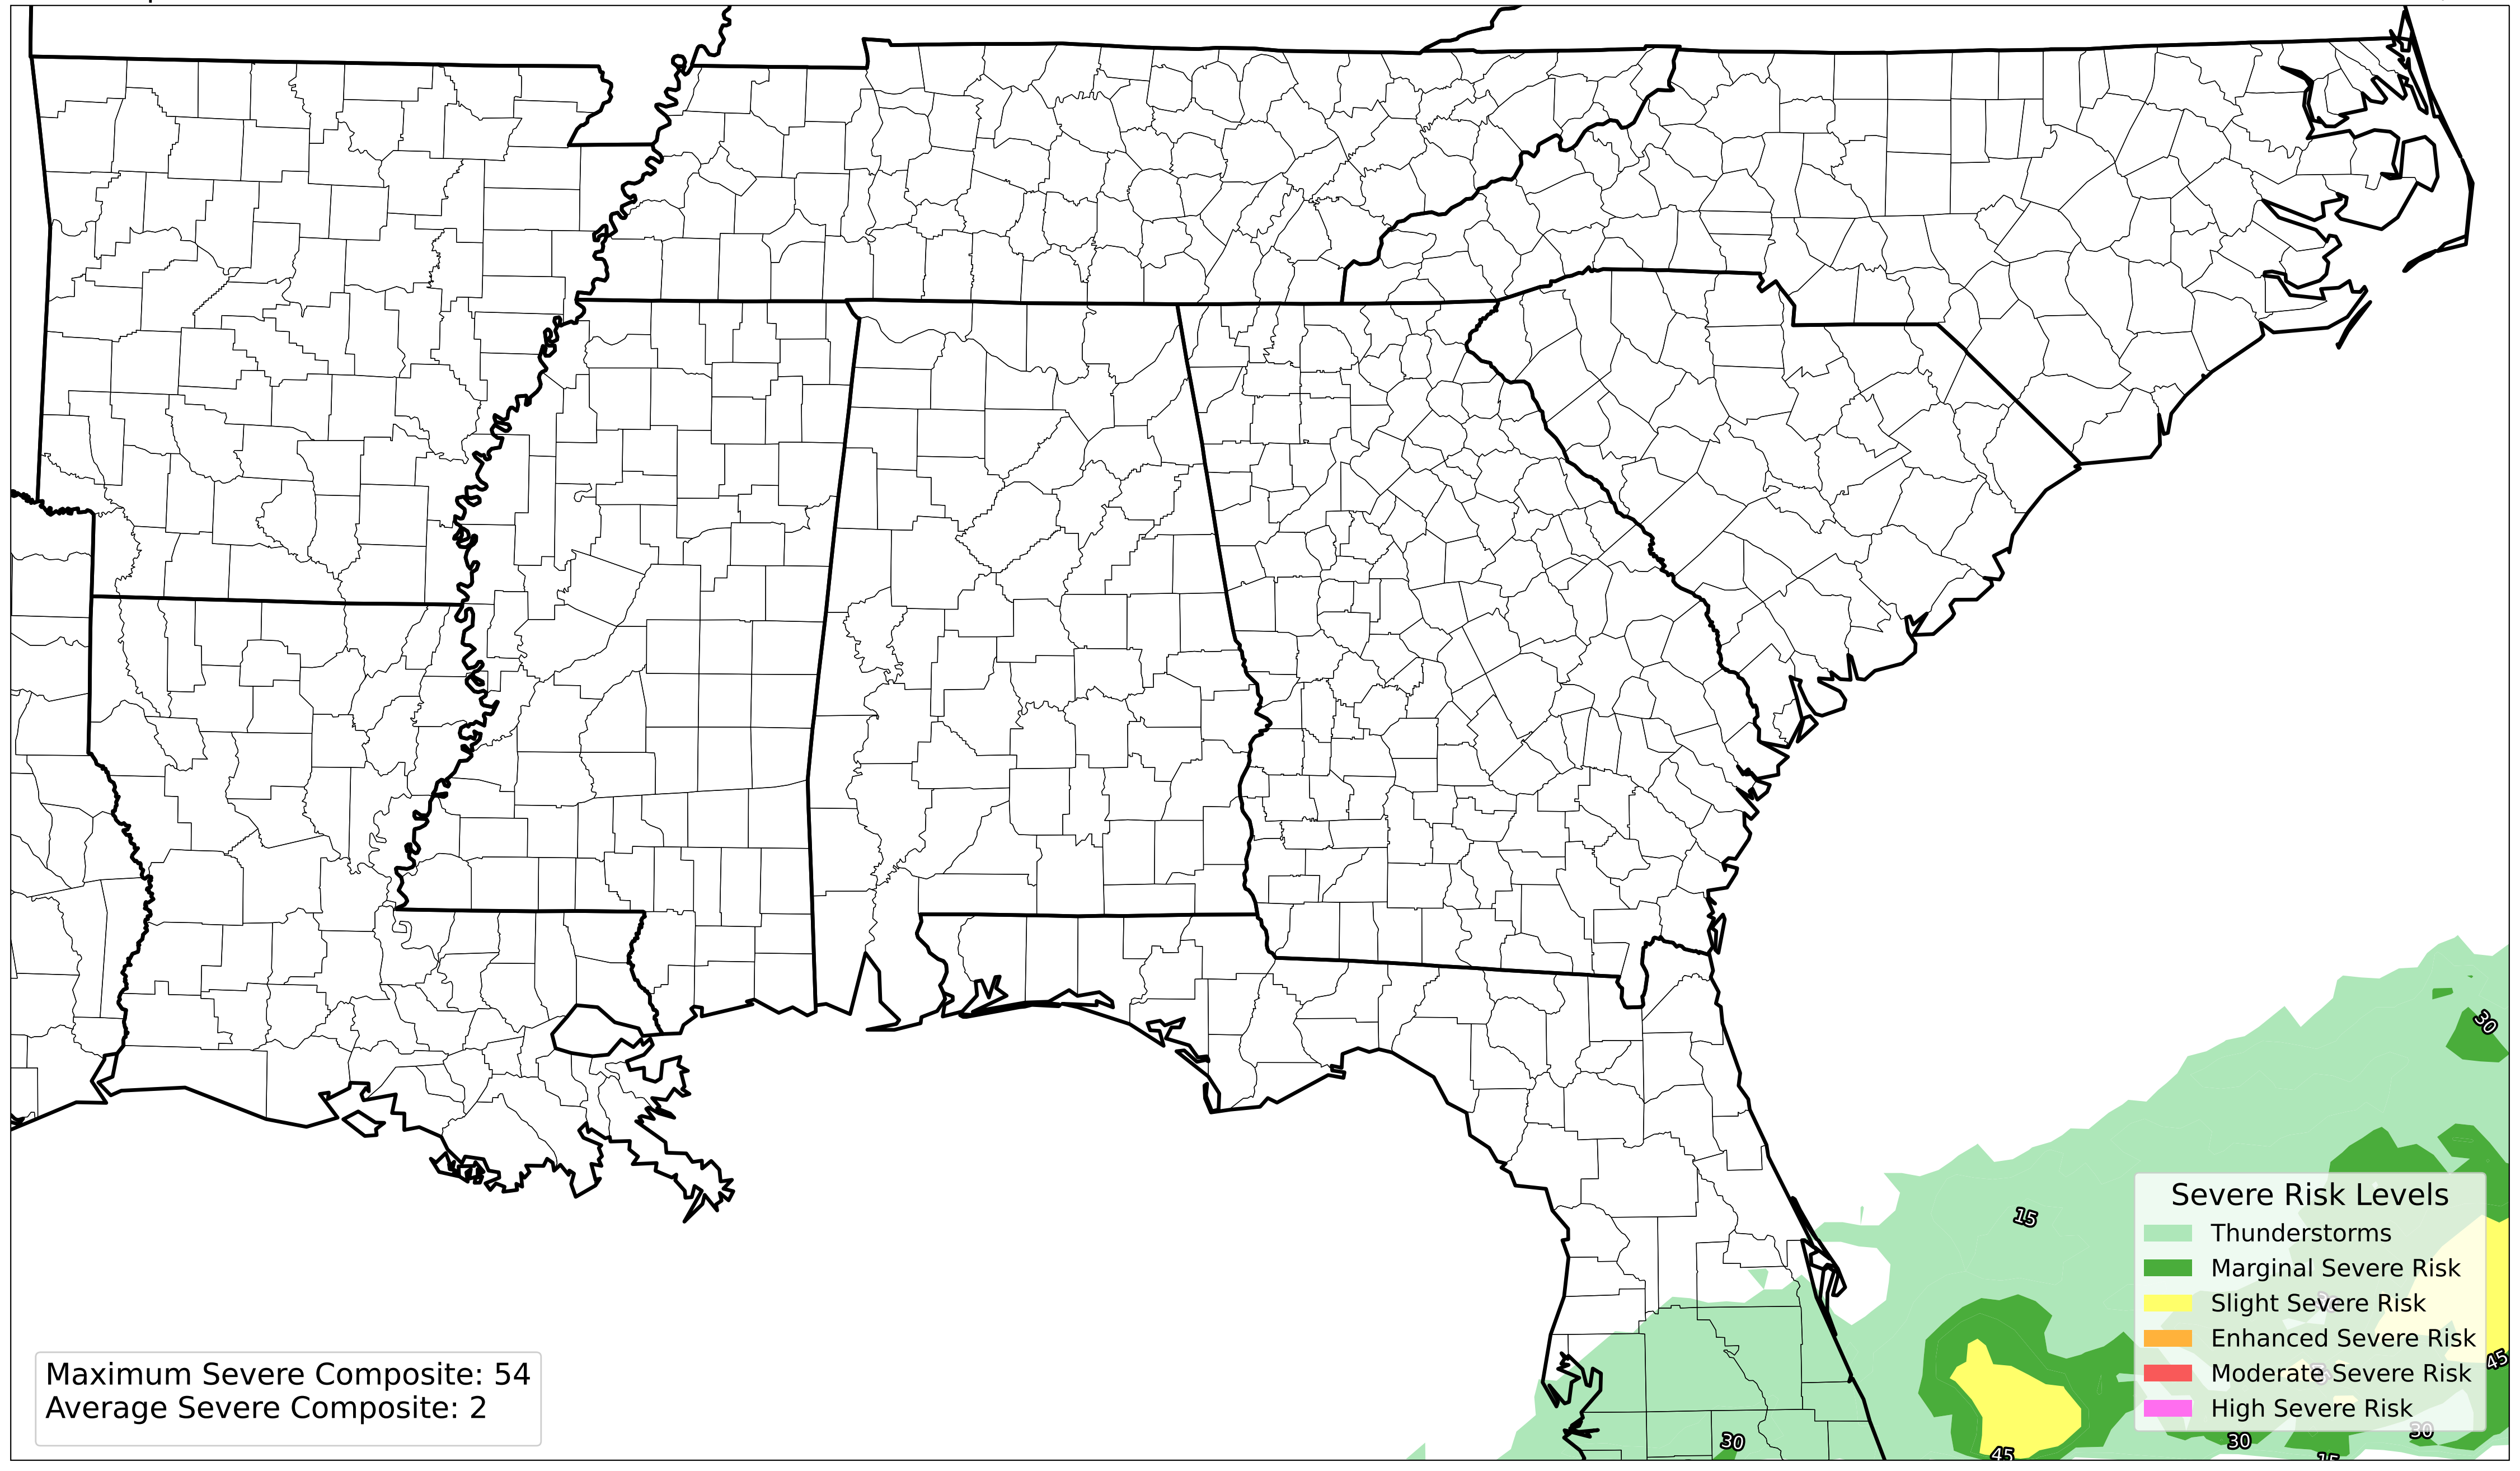 30
15
Severe Risk Levels
Thunderstorms
Marginal Severe Risk
Slight Severe Risk
Enhanced Severe Risk
Moderate Severe Risk
High Severe Risk
45
Maximum Severe Composite: 54
Average Severe Composite: 2
30
45
30
30
15